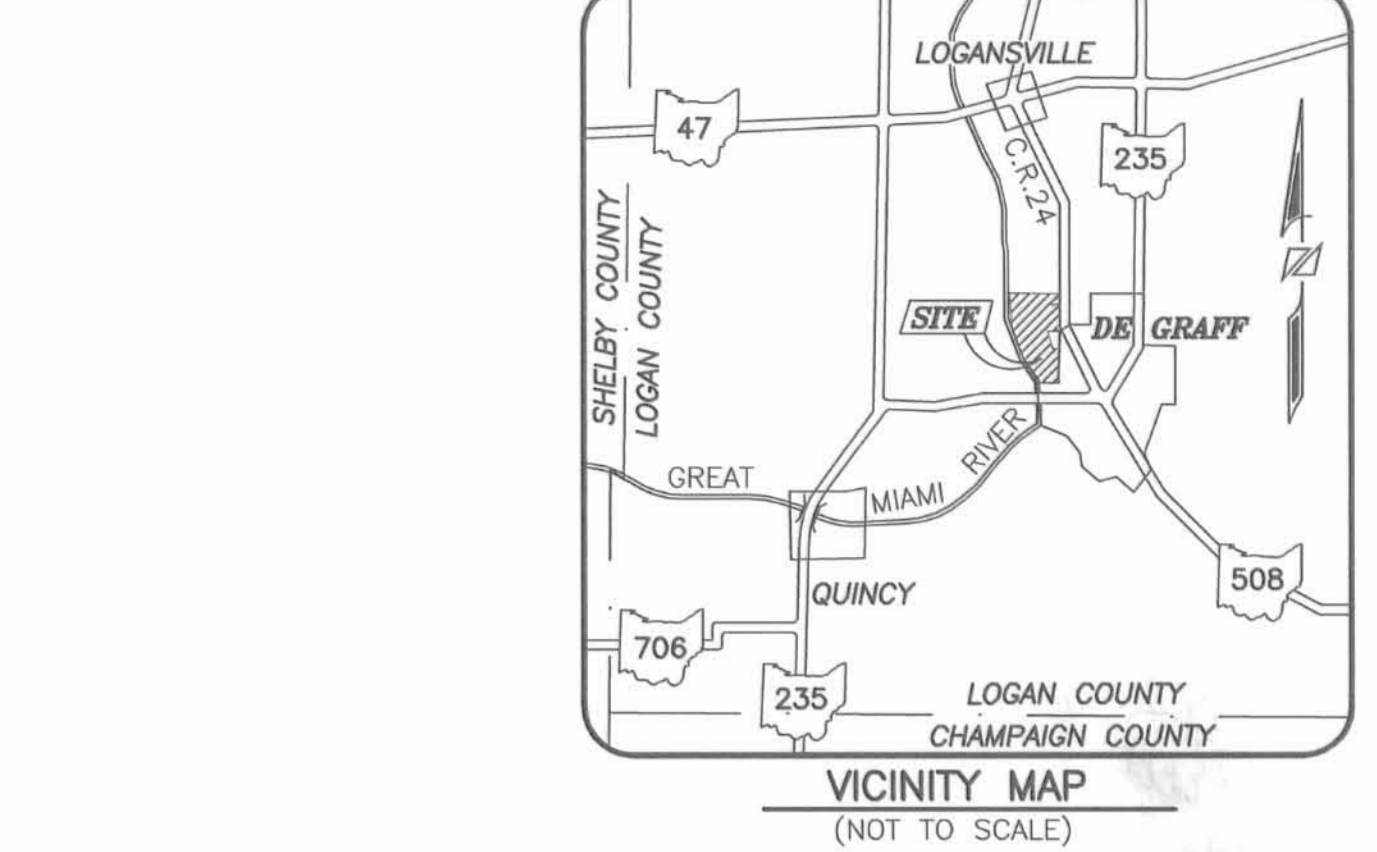 LOGANSVILLE
47
235
C.R.24
SHELBY COUNTY
LOGAN COUNTY
SITE
DE GRAFF
N
GREAT
MIAMI
RIVER
QUINCY
508
706
235
LOGAN COUNTY
CHAMPAIGN COUNTY
VICINITY MAP
(NOT TO SCALE)